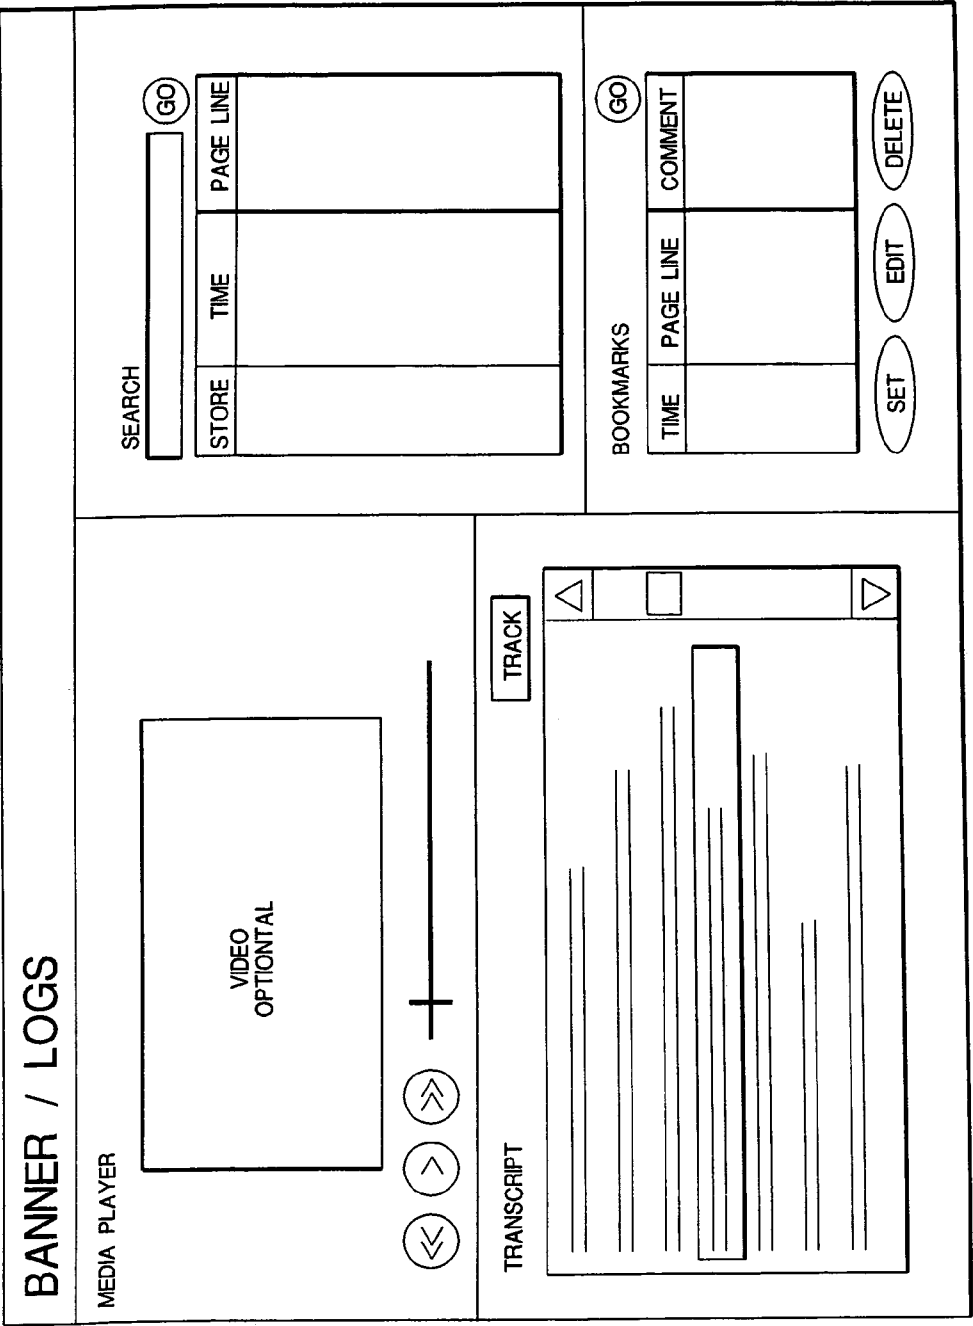 BANNER / LOGS
MEDIA PLAYER
VIDEO
OPTIONTAL
SEARCH
GO
STORE TIME PAGE LINE
TRANSCRIPT
TRACK
BOOKMARKS
GO
TIME PAGE LINE COMMENT
SET EDIT DELETE